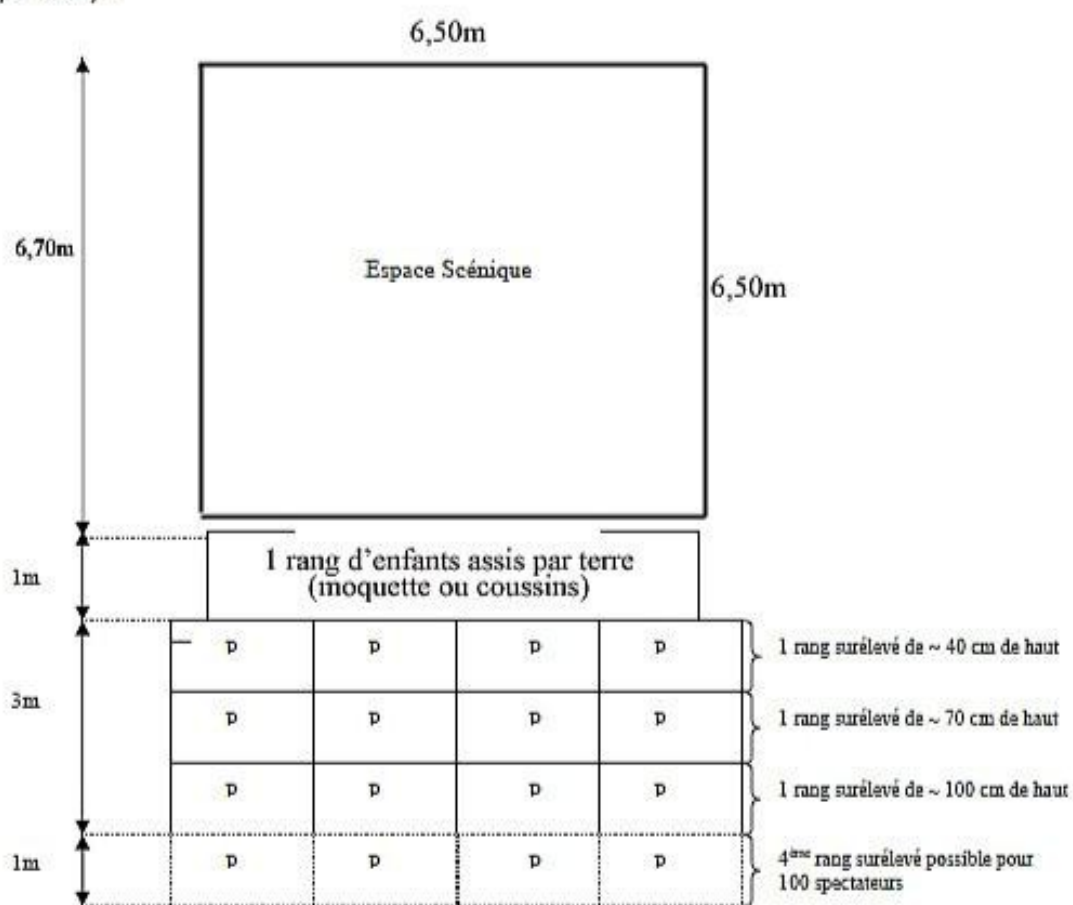 6,50m
6,70m
Espace Scénique
6,50m
1m
1 rang d'enfants assis par terre
(moquette ou coussins)
3m
p p p p
1 rang surélevé de ~ 40 cm de haut
p p p p
1 rang surélevé de ~ 70 cm de haut
p p p p
1 rang surélevé de ~ 100 cm de haut
1m
p p p p
4ème rang surélevé possible pour
100 spectateurs